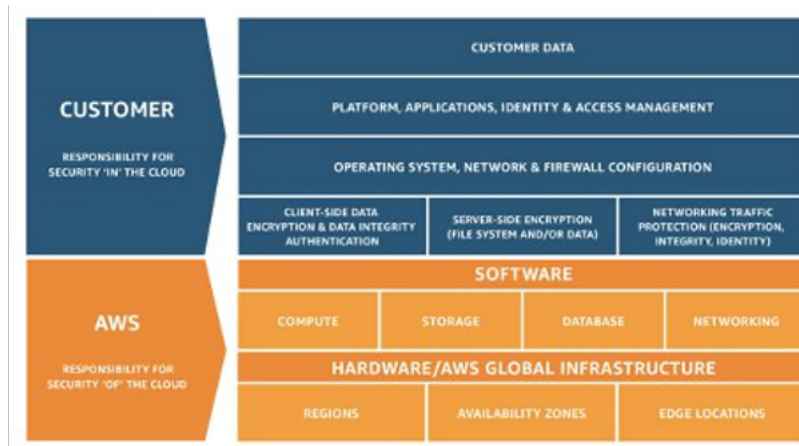 CUSTOMER
RESPONSIBILITY FOR
SECURITY 'IN' THE CLOUD
CUSTOMER DATA
PLATFORM, APPLICATIONS, IDENTITY & ACCESS MANAGEMENT
OPERATING SYSTEM, NETWORK & FIREWALL CONFIGURATION
CLIENT-SIDE DATA
ENCRYPTION & DATA INTEGRITY
AUTHENTICATION
SERVER-SIDE ENCRYPTION
(FILE SYSTEM AND/OR DATA)
NETWORKING TRAFFIC
PROTECTION (ENCRYPTION,
INTEGRITY, IDENTITY)
AWS
RESPONSIBILITY FOR
SECURITY 'OF' THE CLOUD
SOFTWARE
COMPUTE
STORAGE
DATABASE
NETWORKING
HARDWARE/AWS GLOBAL INFRASTRUCTURE
REGIONS
AVAILABILITY ZONES
EDGE LOCATIONS